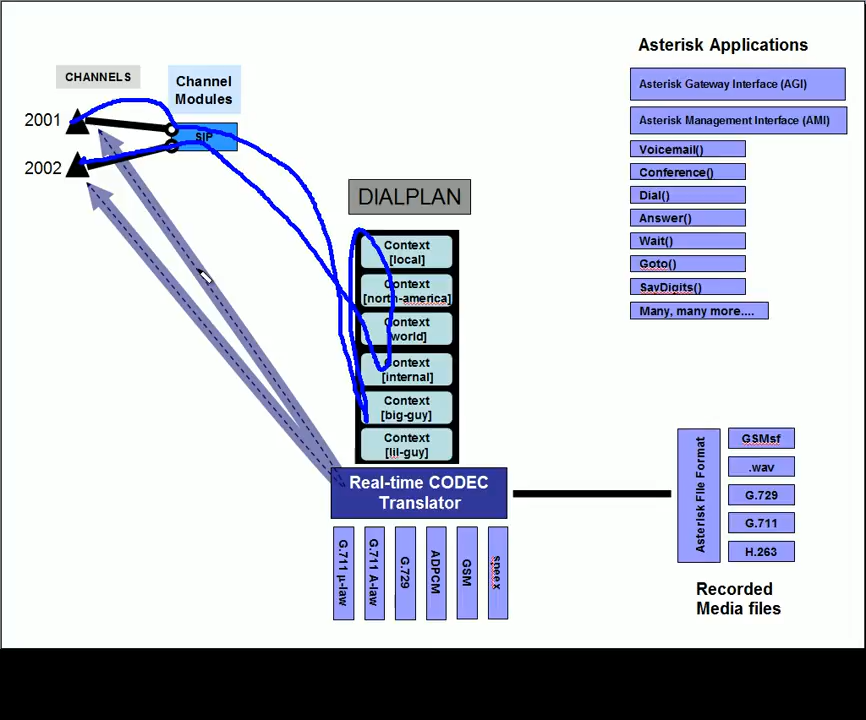 Asterisk Applications
CHANNELS
Channel
Modules
2001
SIP
2002
DIALPLAN
Context
[local]
Context
[north-america]
Context
[world]
Context
[internal]
Context
[big-guy]
Context
[lil-guy]
Real-time CODEC
Translator
G.711 µ-law
G.711 A-law
G.729
ADPCM
GSM
speex
Asterisk Gateway Interface (AGI)
Asterisk Management Interface (AMI)
Voicemail()
Conference()
Dial()
Answer()
Wait()
Goto()
SayDigits()
Many, many more....
Asterisk File Format
GSMsf
.wav
G.729
G.711
H.263
Recorded
Media files